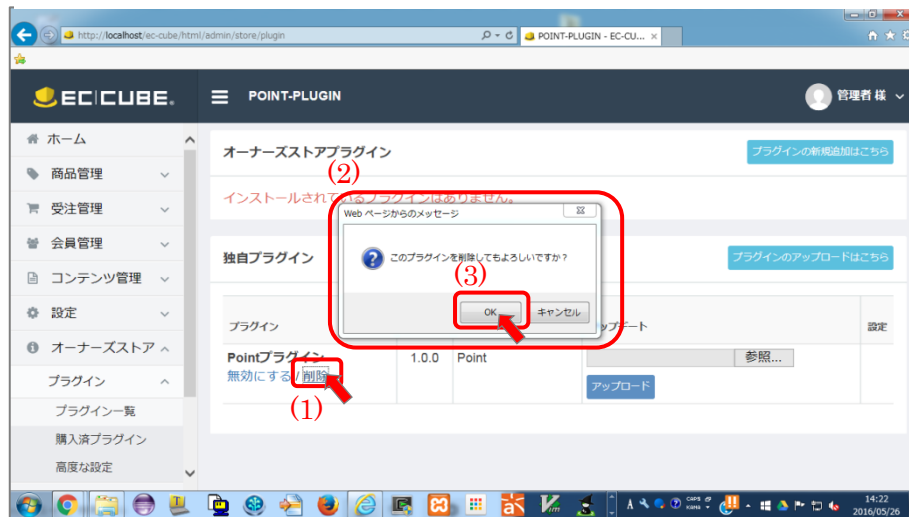 http://localhost/ec-cube/html/admin/store/plugin
POINT-PLUGIN - EC-CU... ×
EC CUBE.
POINT-PLUGIN
管理者 様
ホーム
商品管理
受注管理
会員管理
コンテンツ管理
設定
オーナーズストア
プラグイン
プラグイン一覧
購入済プラグイン
高度な設定
オーナーズストアプラグイン
プラグインの新規追加はこちら
(2)
インストールされているプラグインはありません。
Web ページからのメッセージ
このプラグインを削除してもよろしいですか？
(3)
OK
キャンセル
独自プラグイン
プラグインのアップロードはこちら
プラグイン
設定
Pointプラグイン
1.0.0
Point
参照...
無効にする / 削除
アップロード
(1)
CAPS
KANA
14:22
2016/05/26